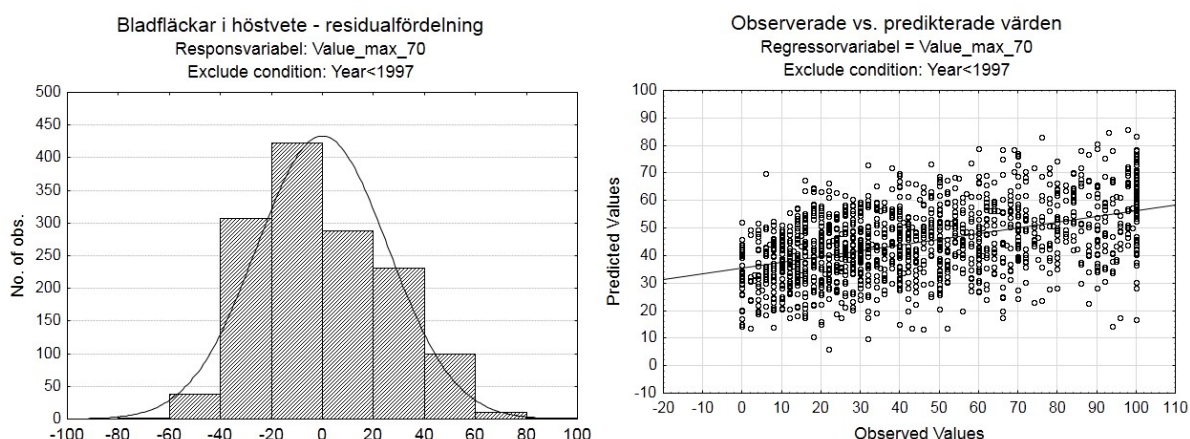 Bladfläckar i höstvete - residualfördelning
Responsvariabel: Value_max_70
Exclude condition: Year<1997
500
450
400
350
300
250
200
150
100
50
0
No. of obs.
-100 -80 -60 -40 -20 0 20 40 60 80 100
Observerade vs. predikterade värden
Regressorvariabel = Value_max_70
Exclude condition: Year<1997
100
90
80
70
60
50
40
30
20
10
0
-10
Predicted Values
-20 -10 0 10 20 30 40 50 60 70 80 90 100 110
Observed Values